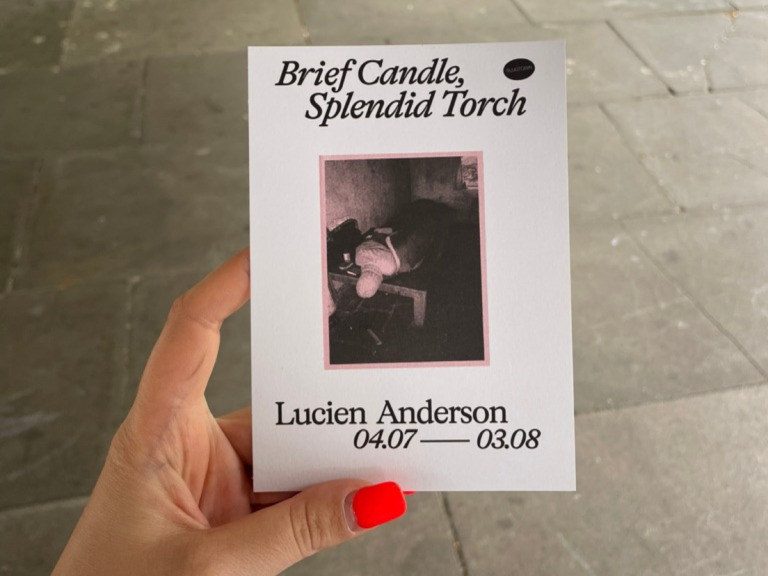 Brief Candle,
Splendid Torch
Lucien Anderson
04.07 — 03.08